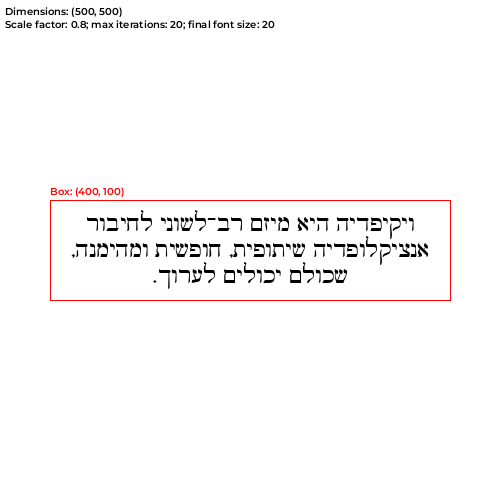 Dimensions: (500, 500)
Scale factor: 0.8; max iterations: 20; final font size: 20
Box: (400, 100)
ויקיפדיה היא מיזם רב־לשוני לחיבור
אנציקלופדיה שיתופית, חופשית ומהימנה,
שכולם יכולים לערוך.